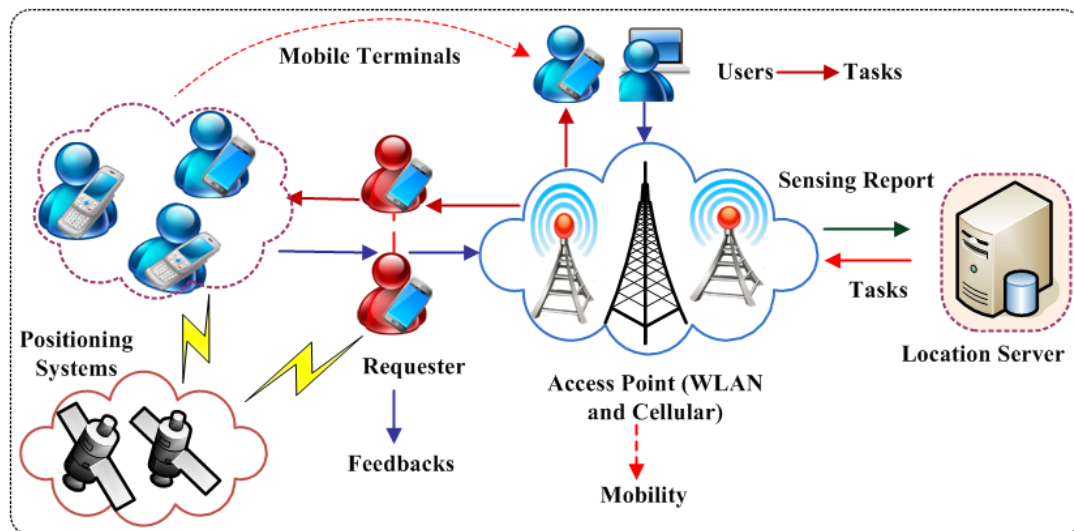 Mobile Terminals
Users
Tasks
Sensing Report
Tasks
Positioning
Systems
Requester
Location Server
Access Point (WLAN
and Cellular)
Feedbacks
Mobility